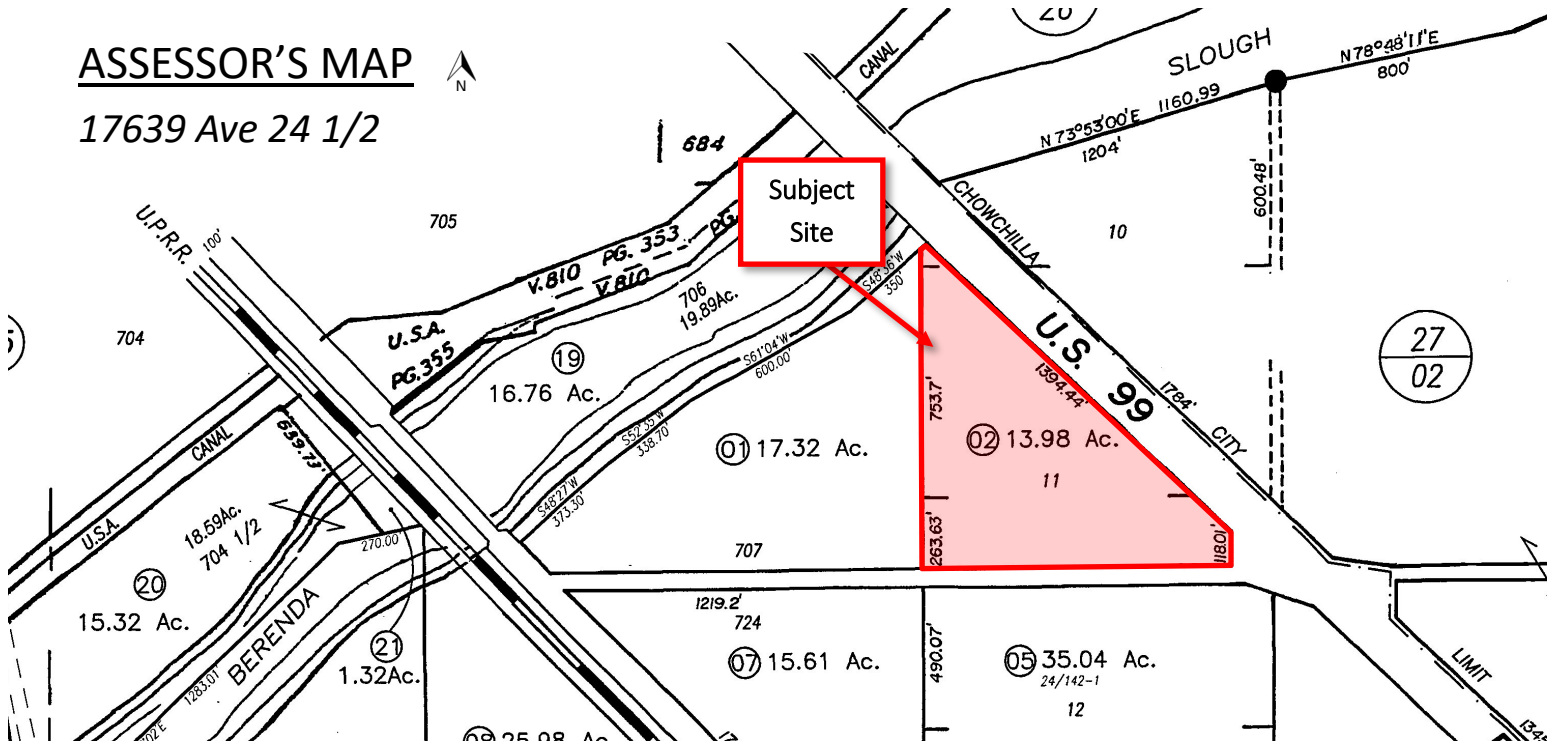 ASSESSOR'S MAP
N
17639 Ave 24 1/2
26
CANAL
SLOUGH
N78°48'11"E
800'
1160.99
N73°53'00"E
1204'
600.48'
684
Subject
Site
CHOWCHILLA
10
705
U.P.R.R.
100'
PG. 353
PG.
V.810
V.810
706
19.89Ac.
S48°36'W
350'
704
U.S.A.
PG.355
19
16.76 Ac.
S61°04'W
600.00'
U.S. 99
27
02
1394.44'
1784'
753.7'
CITY
639.73'
CANAL
S52°35'W
338.70'
01 17.32 Ac.
02 13.98 Ac.
11
S48°27'W
373.30'
U.S.A.
18.59Ac.
704 1/2
270.00'
263.63'
118.01'
707
20
15.32 Ac.
BERENDA
1219.2'
724
21
1.32Ac.
07 15.61 Ac.
490.07'
05 35.04 Ac.
24/142-1
12
LIMIT
1283.01'